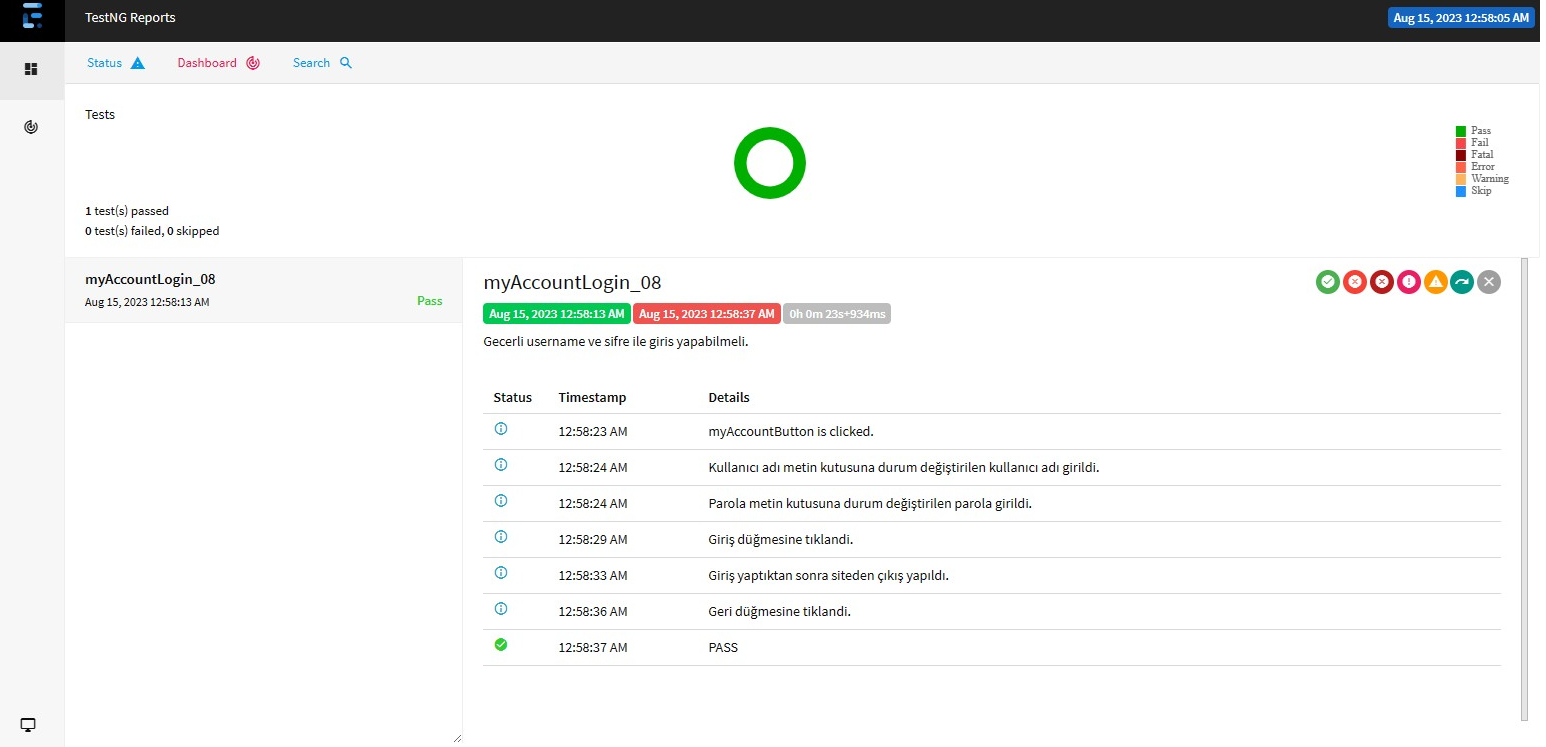 TestNG Reports
Aug 15, 2023 12:58:05 AM
Status
Dashboard
Search
Tests
Pass
Fail
Fatal
Error
Warning
Skip
1 test(s) passed
0 test(s) failed, 0 skipped
myAccountLogin_08
Aug 15, 2023 12:58:13 AM
Pass
myAccountLogin_08
Aug 15, 2023 12:58:13 AM Aug 15, 2023 12:58:37 AM 0h 0m 23s+934ms
Gecerli username ve sifre ile giris yapabilmeli.
Status Timestamp Details
12:58:23 AM myAccountButton is clicked.
12:58:24 AM Kullanıcı adı metin kutusuna durum değiştirilen kullanıcı adı girildi.
12:58:24 AM Parola metin kutusuna durum değiştirilen parola girildi.
12:58:29 AM Giriş düğmesine tıklandi.
12:58:33 AM Giriş yaptıktan sonra siteden çıkış yapıldı.
12:58:36 AM Geri düğmesine tiklandi.
12:58:37 AM PASS